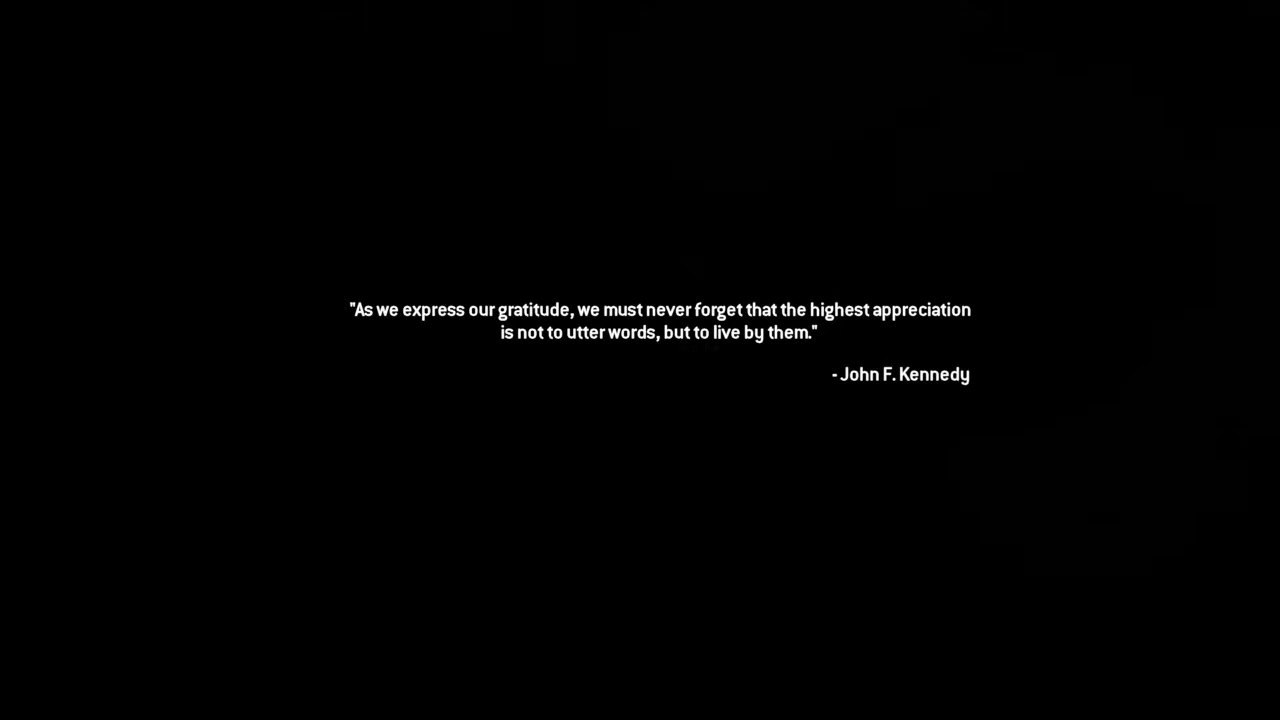 "As we express our gratitude, we must never forget that the highest appreciation
is not to utter words, but to live by them."
- John F. Kennedy